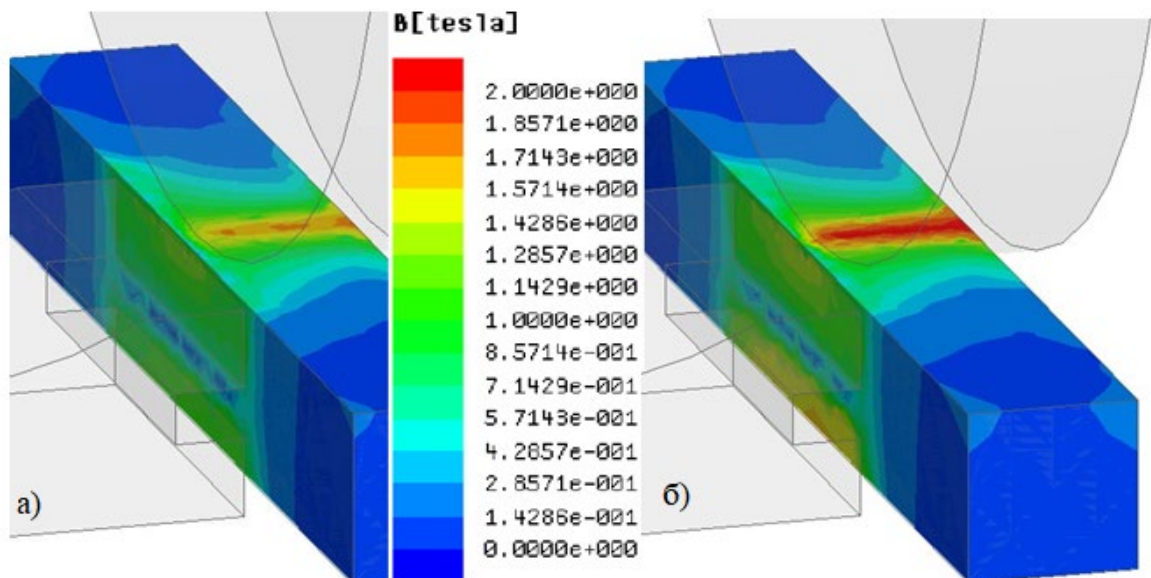 B[tesla]
2.0000e+000
1.8571e+000
1.7143e+000
1.5714e+000
1.4286e+000
1.2857e+000
1.1429e+000
1.0000e+000
8.5714e-001
7.1429e-001
5.7143e-001
4.2857e-001
2.8571e-001
1.4286e-001
0.0000e+000
а)
б)